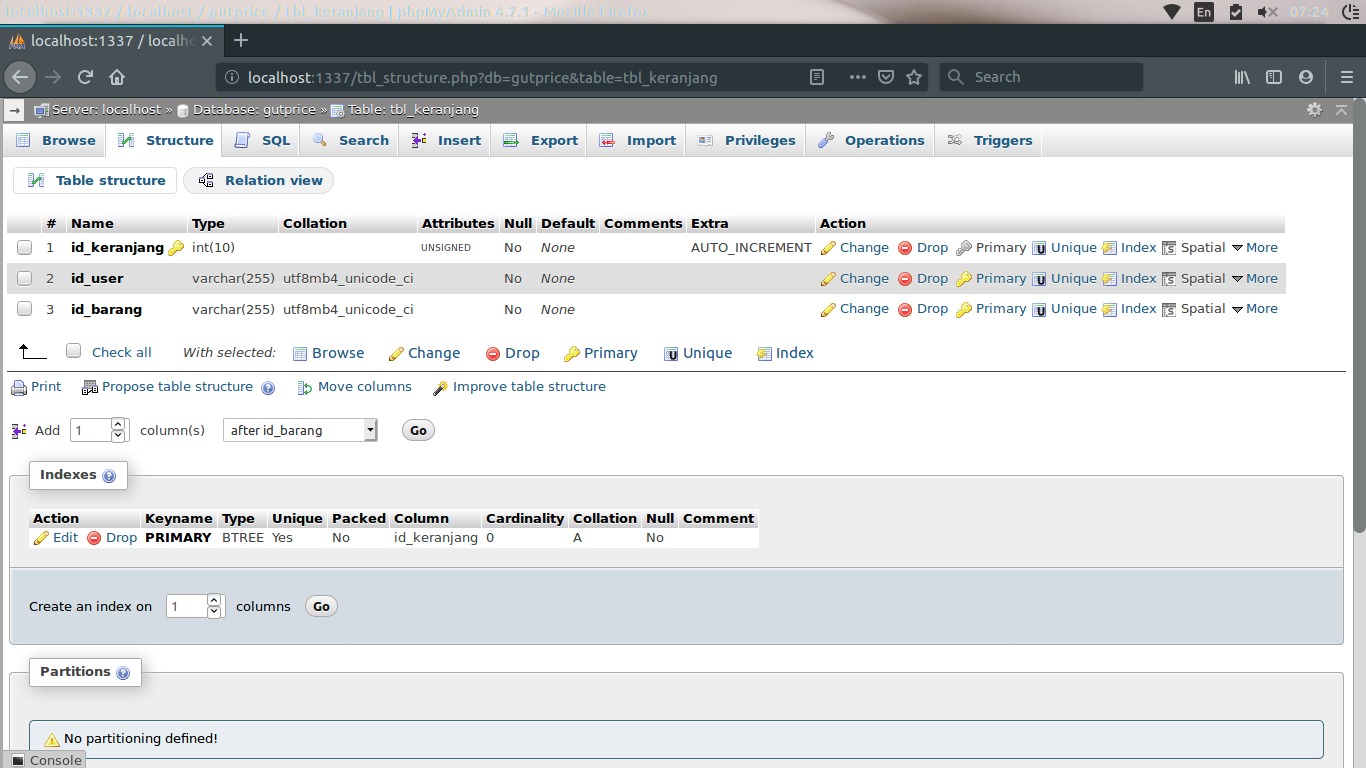 localhost:1337 / localhost / gutprice / tbl_keranjang | phpMyAdmin 4.7.1 - Mozilla Firefox
En 07:24
localhost:1337 / localho
localhost:1337/tbl_structure.php?db=gutprice&table=tbl_keranjang Search
Server: localhost » Database: gutprice » Table: tbl_keranjang
Browse Structure SQL Search Insert Export Import Privileges Operations Triggers
Table structure Relation view
# Name Type Collation Attributes Null Default Comments Extra Action
1 id_keranjang int(10) UNSIGNED No None AUTO_INCREMENT Change Drop Primary Unique Index Spatial More
2 id_user varchar(255) utf8mb4_unicode_ci No None Change Drop Primary Unique Index Spatial More
3 id_barang varchar(255) utf8mb4_unicode_ci No None Change Drop Primary Unique Index Spatial More
Check all With selected: Browse Change Drop Primary Unique Index
Print Propose table structure Move columns Improve table structure
Add 1 column(s) after id_barang Go
Indexes
Action Keyname Type Unique Packed Column Cardinality Collation Null Comment
Edit Drop PRIMARY BTREE Yes No id_keranjang 0 A No
Create an index on 1 columns Go
Partitions
No partitioning defined!
Console